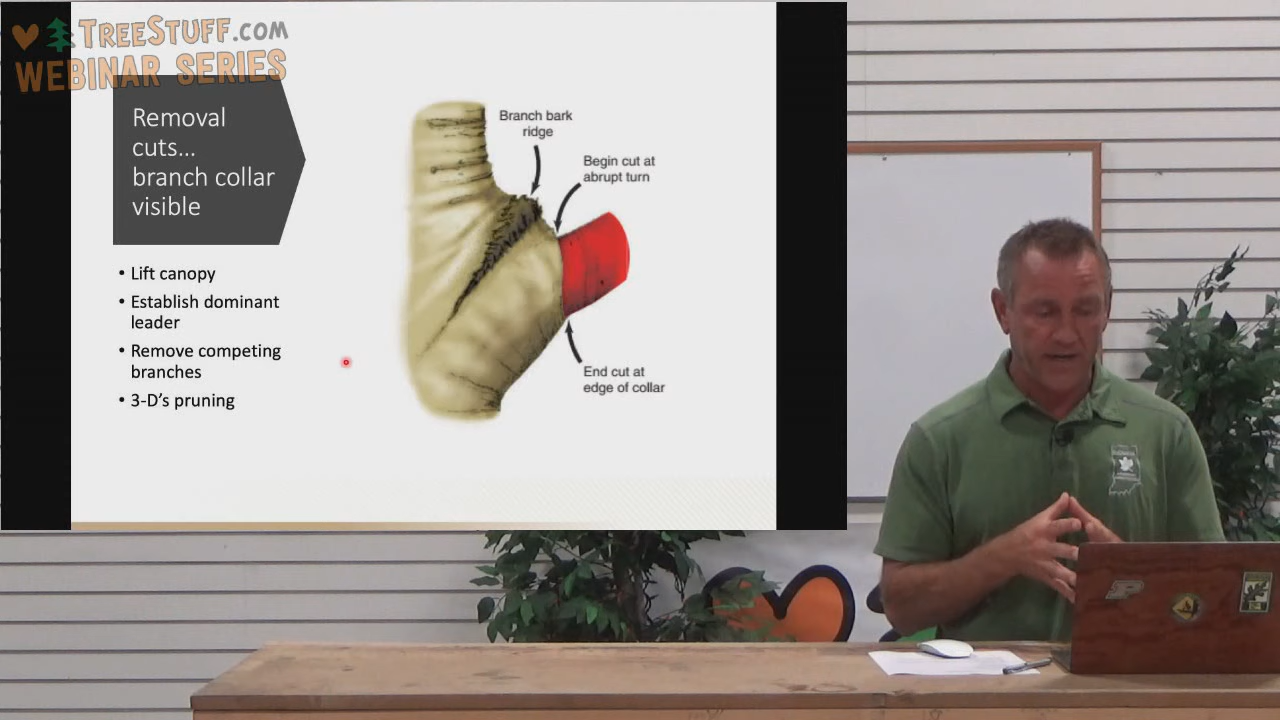 TREESTUFF.COM
WEBINAR SERIES
Removal
cuts...
branch collar
visible
• Lift canopy
• Establish dominant
leader
• Remove competing
branches
• 3-D's pruning
Branch bark
ridge
Begin cut at
abrupt turn
End cut at
edge of collar
P